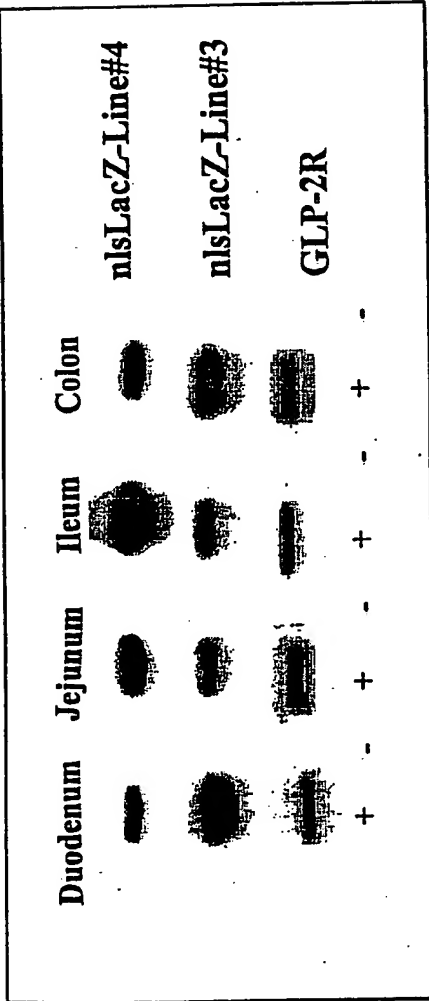 Duodenum Jejunum Ileum Colon
nlsLacZ-Line#4
nlsLacZ-Line#3
GLP-2R
+ - + - + - + -